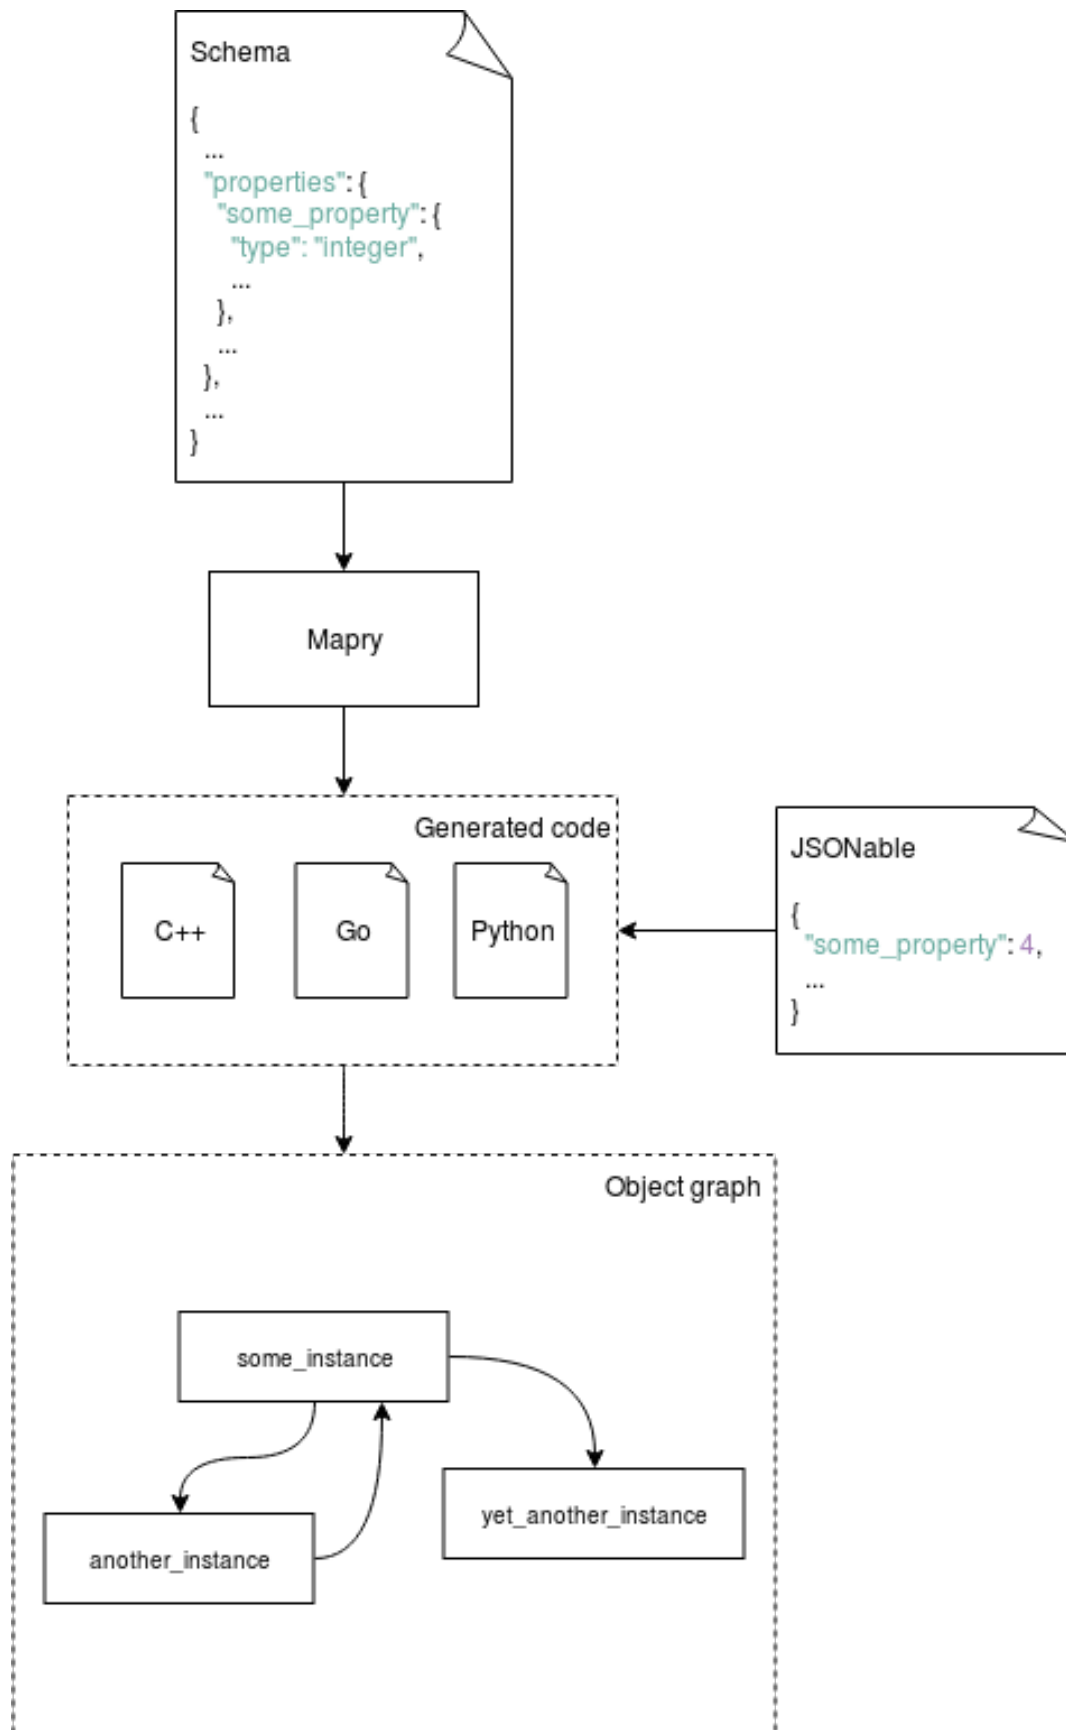 Schema
{
...
"properties": {
"some_property": {
"type": "integer",
...
},
...
},
...
}
Mapry
Generated code
C++
Go
Python
JSONable
{
"some_property": 4,
...
}
Object graph
some_instance
yet_another_instance
another_instance